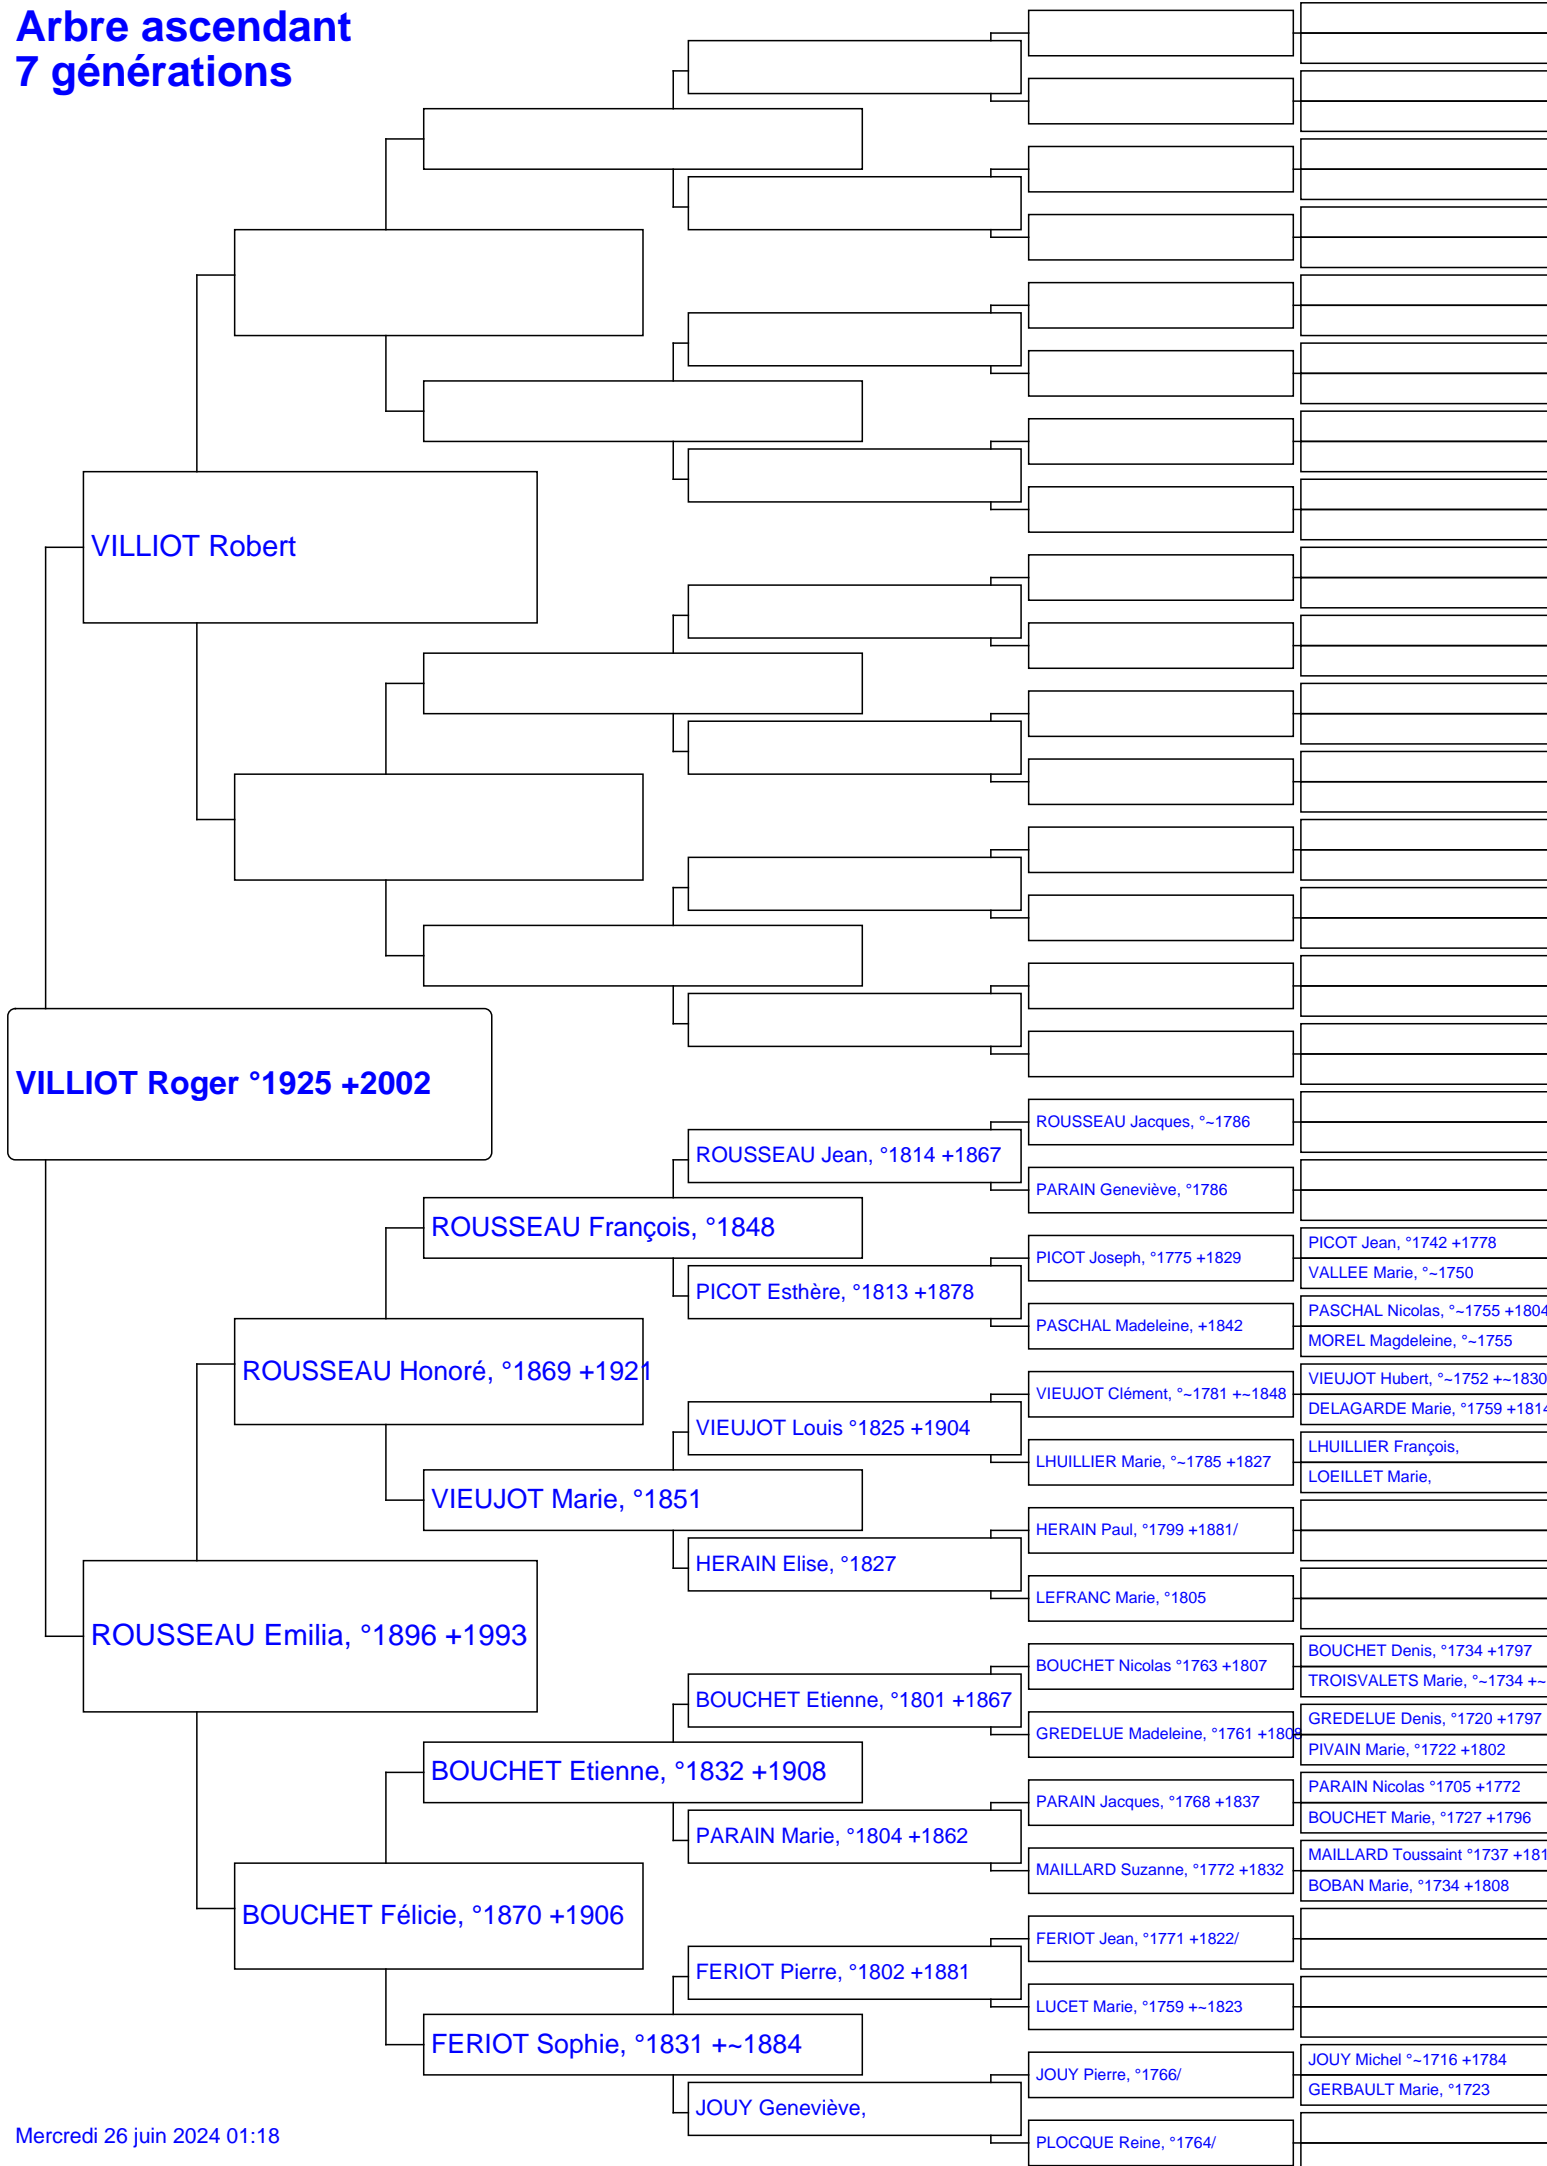 Arbre ascendant
7 générations
VILLIOT Robert
VILLIOT Roger °1925 +2002
ROUSSEAU Jacques, °~1786
ROUSSEAU Jean, °1814 +1867
PARAIN Geneviève, °1786
ROUSSEAU François, °1848
PICOT Jean, °1742 +1778
PICOT Joseph, °1775 +1829
VALLEE Marie, °~1750
PICOT Esthère, °1813 +1878
PASCHAL Nicolas, °~1755 +1804
PASCHAL Madeleine, +1842
MOREL Magdeleine, °~1755
ROUSSEAU Honoré, °1869 +1921
VIEUJOT Hubert, °~1752 +~1830
VIEUJOT Clément, °~1781 +~1848
DELAGARDE Marie, °1759 +1814
VIEUJOT Louis °1825 +1904
LHUILLIER François,
LHUILLIER Marie, °~1785 +1827
LOEILLET Marie,
VIEUJOT Marie, °1851
HERAIN Paul, °1799 +1881/
HERAIN Elise, °1827
LEFRANC Marie, °1805
ROUSSEAU Emilia, °1896 +1993
BOUCHET Denis, °1734 +1797
BOUCHET Nicolas °1763 +1807
TROISVALETS Marie, °~1734 +~
BOUCHET Etienne, °1801 +1867
GREDELUE Denis, °1720 +1797
GREDELUE Madeleine, °1761 +1808
PIVAIN Marie, °1722 +1802
BOUCHET Etienne, °1832 +1908
PARAIN Nicolas °1705 +1772
PARAIN Jacques, °1768 +1837
BOUCHET Marie, °1727 +1796
PARAIN Marie, °1804 +1862
MAILLARD Toussaint °1737 +181
MAILLARD Suzanne, °1772 +1832
BOBAN Marie, °1734 +1808
BOUCHET Félicie, °1870 +1906
FERIOT Jean, °1771 +1822/
FERIOT Pierre, °1802 +1881
LUCET Marie, °1759 +~1823
FERIOT Sophie, °1831 +~1884
JOUY Michel °~1716 +1784
JOUY Pierre, °1766/
GERBAULT Marie, °1723
JOUY Geneviève,
PLOCQUE Reine, °1764/
Mercredi 26 juin 2024 01:18